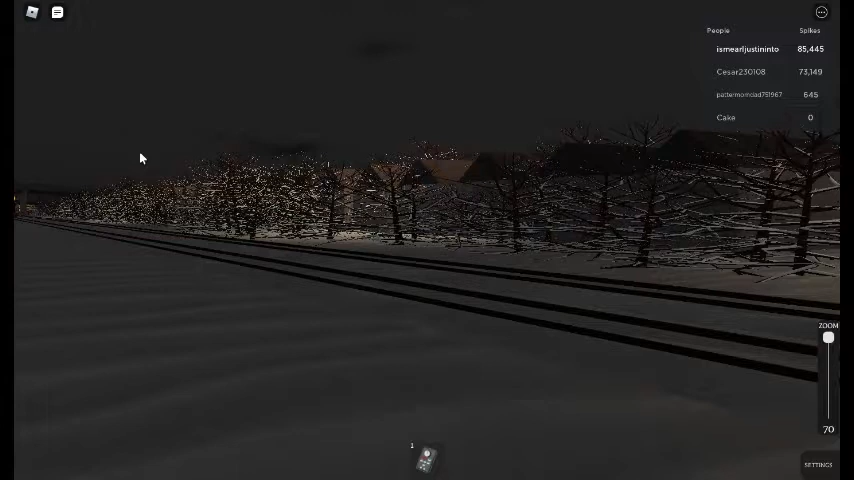 People Spikes
ismearljustininto 85,445
Cesar230108 73,149
pattermomdad751967 645
Cake 0
ZOOM
70
1
SETTINGS